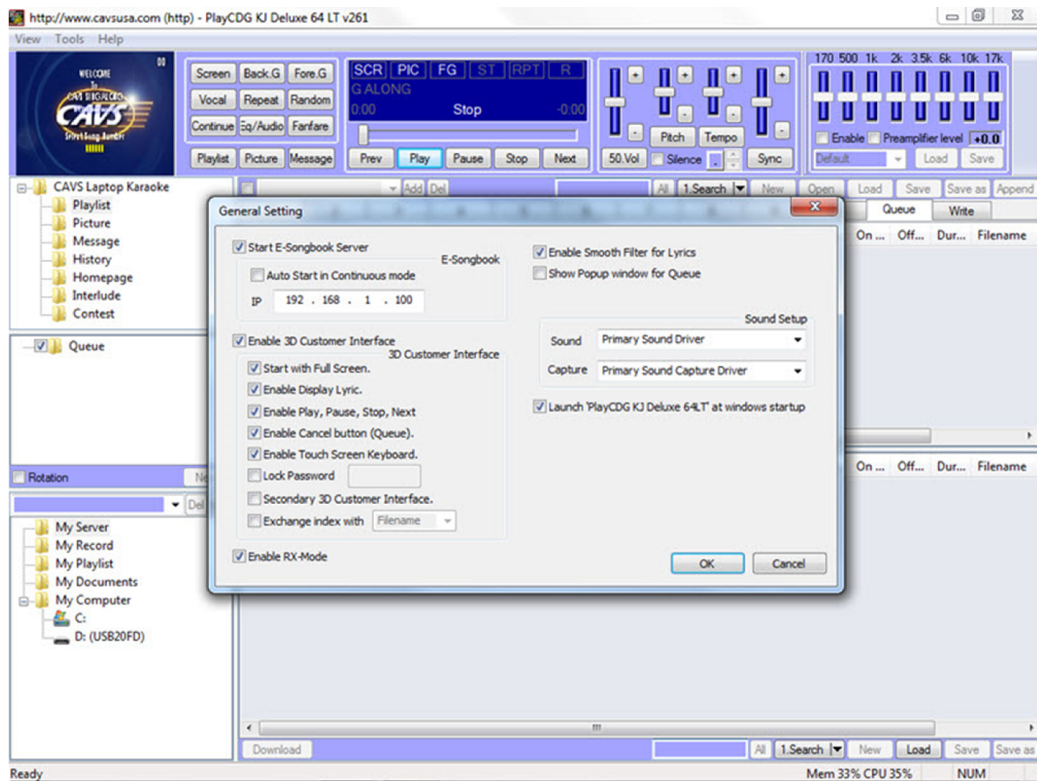 http://www.cavsusa.com (http) - PlayCDG KJ Deluxe 64 LT v261
View Tools Help
WELCOME
To
CAVS
00
Screen Back.G Fore.G
Vocal Repeat Random
Continue Eq/Audio Fanfare
Playlist Picture Message
SCR PIC FG ST RPT R
G ALONG
0:00 Stop -0:00
Prev Play Pause Stop Next
50.Vol
Pitch Tempo
Silence
Sync
170 500 1k 2k 3.5k 6k 10k 17k
Enable Preamplifier level +0.0
Default Load Save
CAVS Laptop Karaoke
Playlist
Picture
Message
History
Homepage
Interlude
Contest
Add Del All 1.Search New Open Load Save Save as Append
Queue Write
On ... Off... Dur... Filename
Queue
Rotation
Del
My Server
My Record
My Playlist
My Documents
My Computer
C:
D: (USB20FD)
General Setting
Start E-Songbook Server
E-Songbook
Auto Start in Continuous mode
IP 192 . 168 . 1 . 100
Enable 3D Customer Interface
3D Customer Interface
Start with Full Screen.
Enable Display Lyric.
Enable Play, Pause, Stop, Next
Enable Cancel button (Queue).
Enable Touch Screen Keyboard.
Lock Password
Secondary 3D Customer Interface.
Exchange index with Filename
Enable RX-Mode
Enable Smooth Filter for Lyrics
Show Popup window for Queue
Sound Setup
Sound Primary Sound Driver
Capture Primary Sound Capture Driver
Launch 'PlayCDG KJ Deluxe 64LT' at windows startup
OK Cancel
On ... Off... Dur... Filename
Download All 1.Search New Load Save Save as
Ready Mem 33% CPU 35% NUM